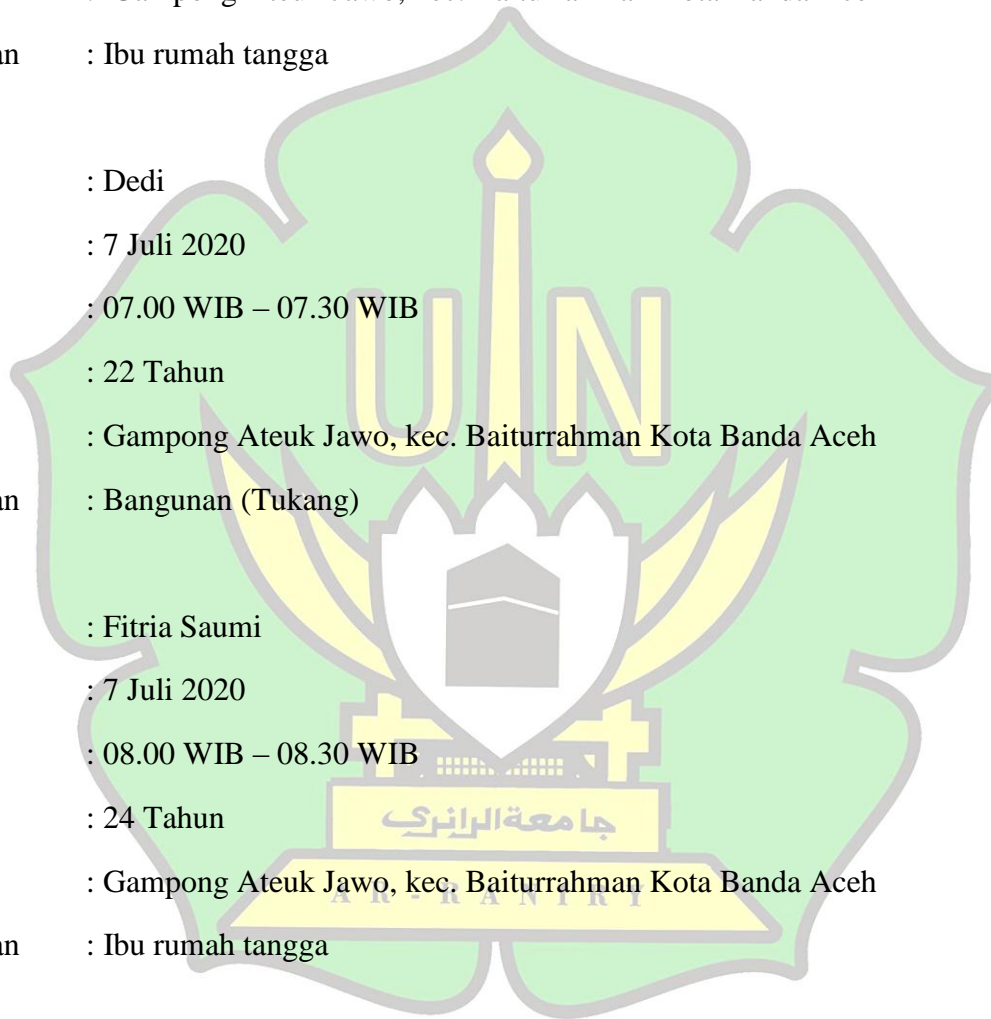 an : Ibu rumah tangga
: Dedi
: 7 Juli 2020
: 07.00 WIB – 07.30 WIB
: 22 Tahun
: Gampong Ateuk Jawo, kec. Baiturrahman Kota Banda Aceh
an : Bangunan (Tukang)
: Fitria Saumi
: 7 Juli 2020
: 08.00 WIB – 08.30 WIB
: 24 Tahun
: Gampong Ateuk Jawo, kec. Baiturrahman Kota Banda Aceh
an : Ibu rumah tangga
UIN
جامعةالرانري
AR-RANIRY